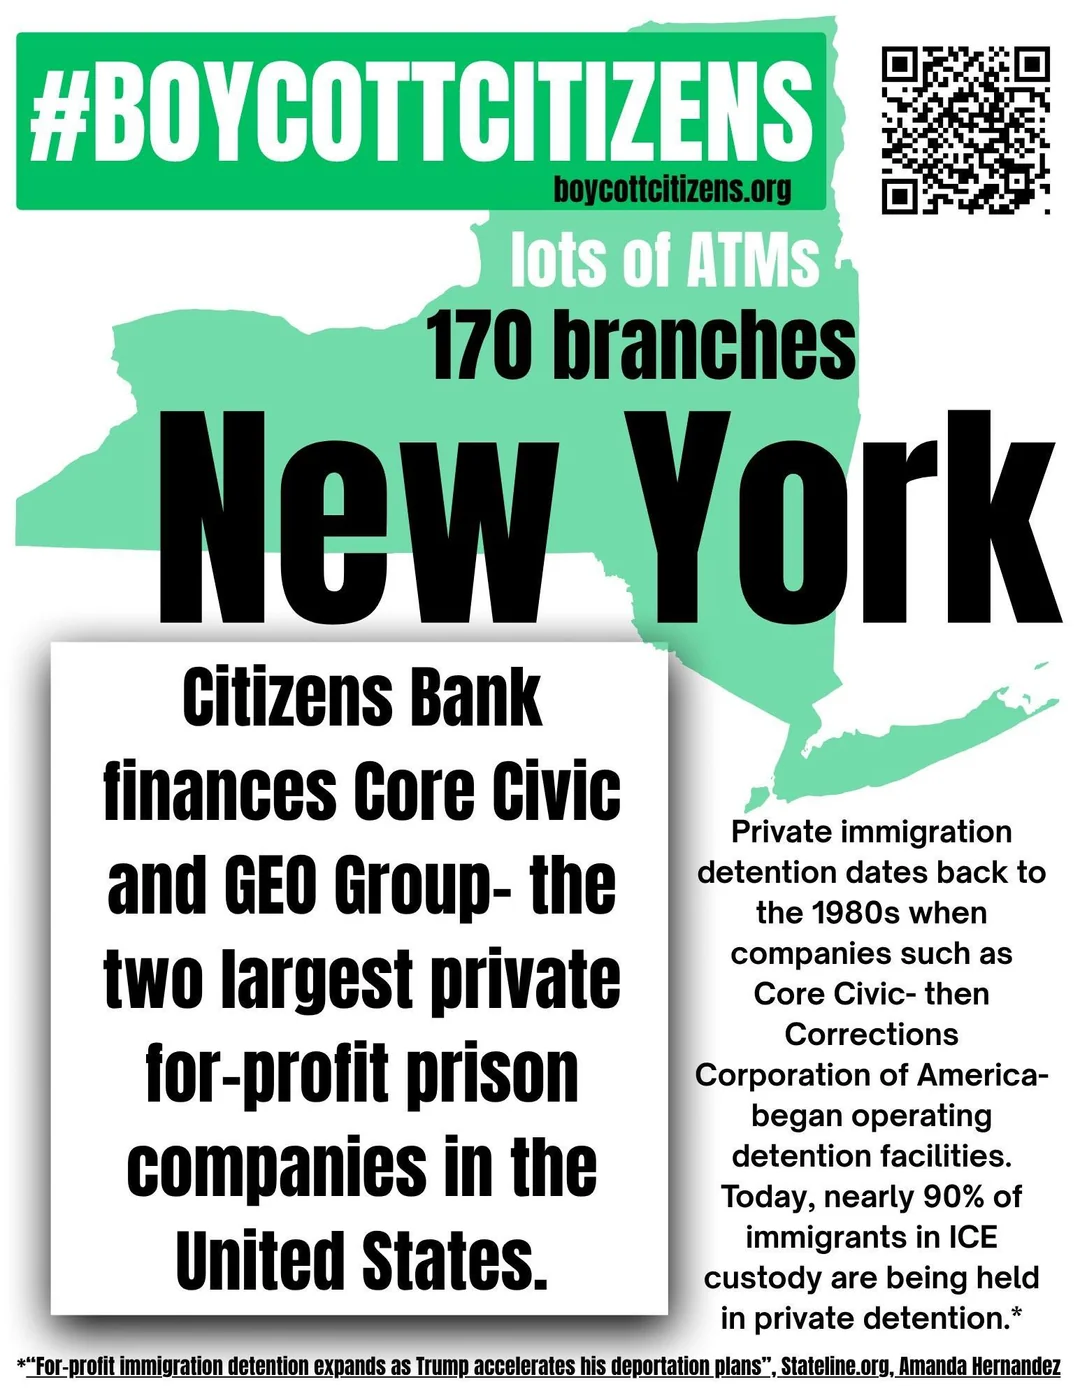 #BOYCOTTCITIZENS
boycottcitizens.org
lots of ATMs
170 branches
New York
Citizens Bank
finances Core Civic
and GEO Group- the
two largest private
for-profit prison
companies in the
United States.
Private immigration
detention dates back to
the 1980s when
companies such as
Core Civic- then
Corrections
Corporation of America-
began operating
detention facilities.
Today, nearly 90% of
immigrants in ICE
custody are being held
in private detention.*
*“For-profit immigration detention expands as Trump accelerates his deportation plans”, Stateline.org, Amanda Hernandez